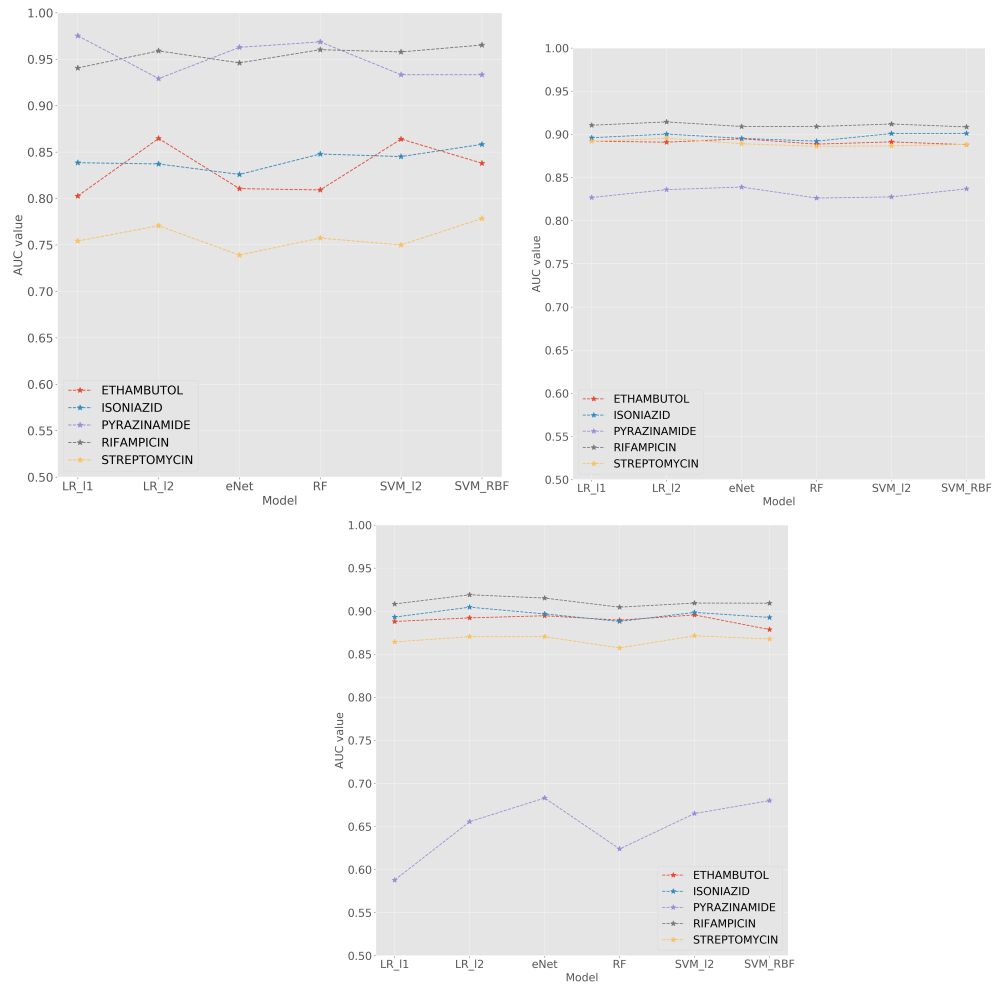 1.00
0.95
0.90
0.85
0.80
0.75
0.70
0.65
0.60
0.55
0.50
AUC value
ETHAMBUTOL
ISONIAZID
PYRAZINAMIDE
RIFAMPICIN
STREPTOMYCIN
LR_l1 LR_l2 eNet RF SVM_l2 SVM_RBF
Model
1.00
0.95
0.90
0.85
0.80
0.75
0.70
0.65
0.60
0.55
0.50
AUC value
ETHAMBUTOL
ISONIAZID
PYRAZINAMIDE
RIFAMPICIN
STREPTOMYCIN
LR_l1 LR_l2 eNet RF SVM_l2 SVM_RBF
Model
1.00
0.95
0.90
0.85
0.80
0.75
0.70
0.65
0.60
0.55
0.50
AUC value
ETHAMBUTOL
ISONIAZID
PYRAZINAMIDE
RIFAMPICIN
STREPTOMYCIN
LR_l1 LR_l2 eNet RF SVM_l2 SVM_RBF
Model